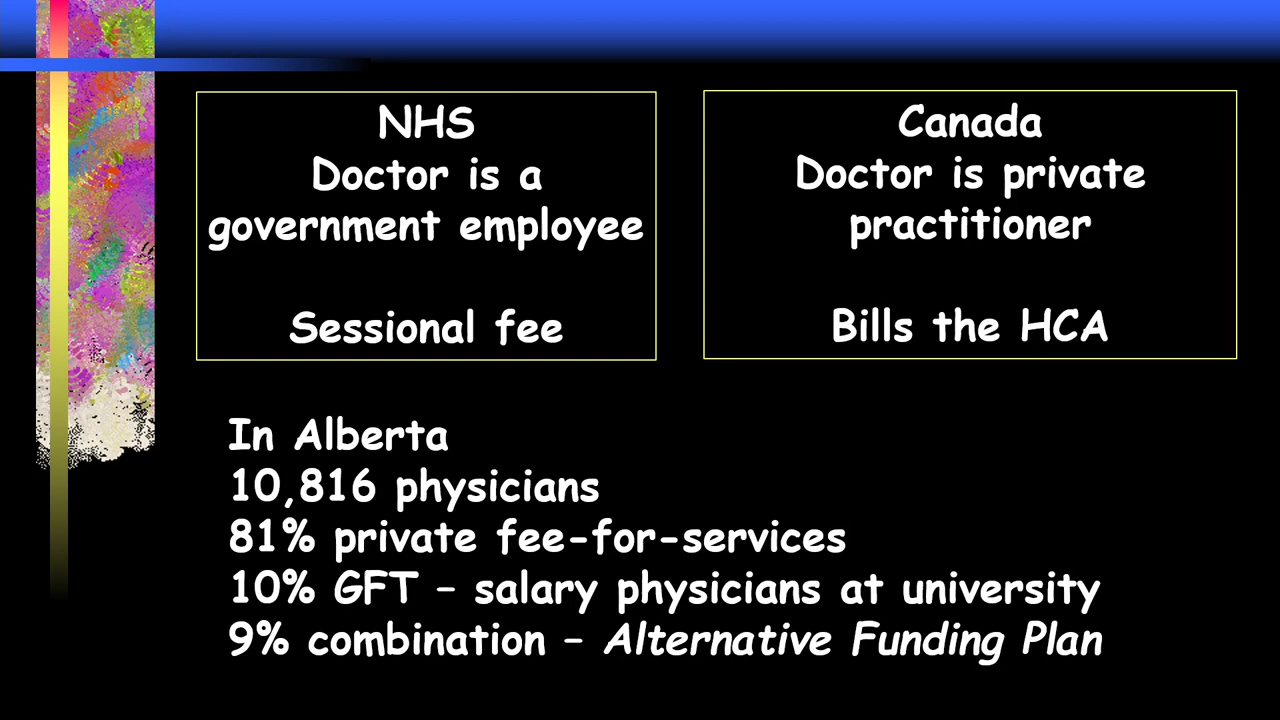 NHS
Doctor is a
government employee
Sessional fee
Canada
Doctor is private
practitioner
Bills the HCA
In Alberta
10,816 physicians
81% private fee-for-services
10% GFT – salary physicians at university
9% combination – Alternative Funding Plan